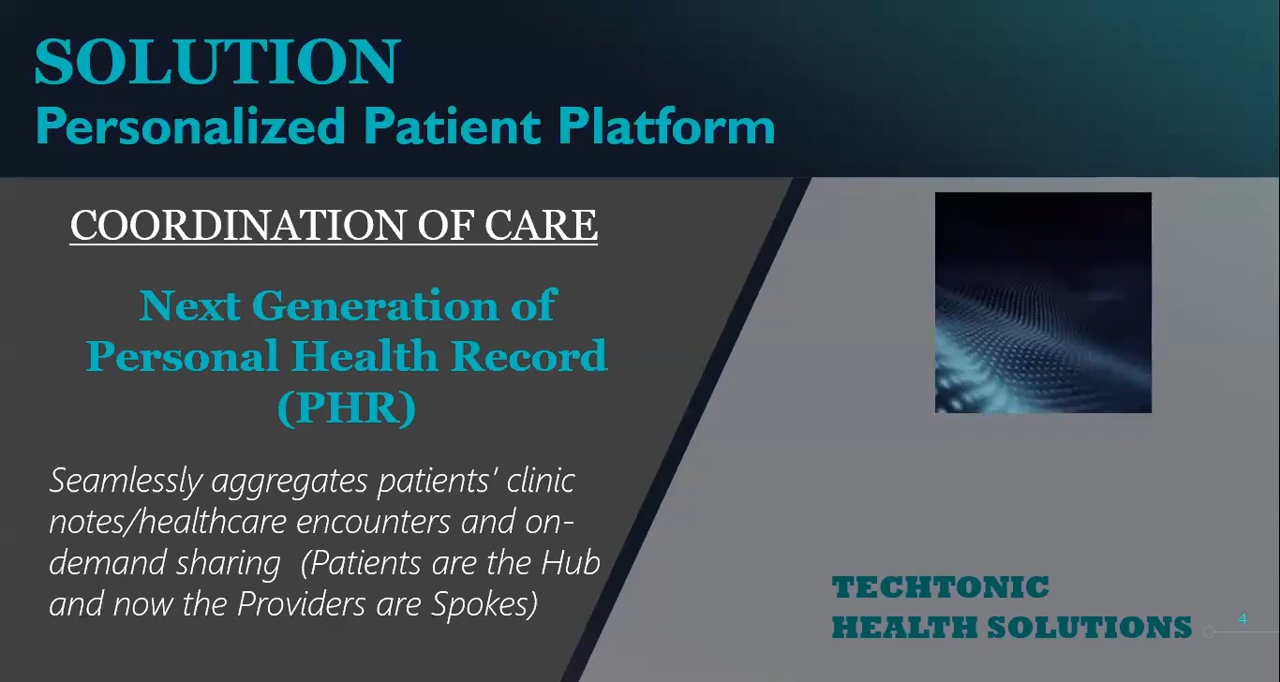 SOLUTION
Personalized Patient Platform
COORDINATION OF CARE
Next Generation of
Personal Health Record
(PHR)
Seamlessly aggregates patients' clinic
notes/healthcare encounters and on-
demand sharing (Patients are the Hub
and now the Providers are Spokes)
TECHTONIC
HEALTH SOLUTIONS
4